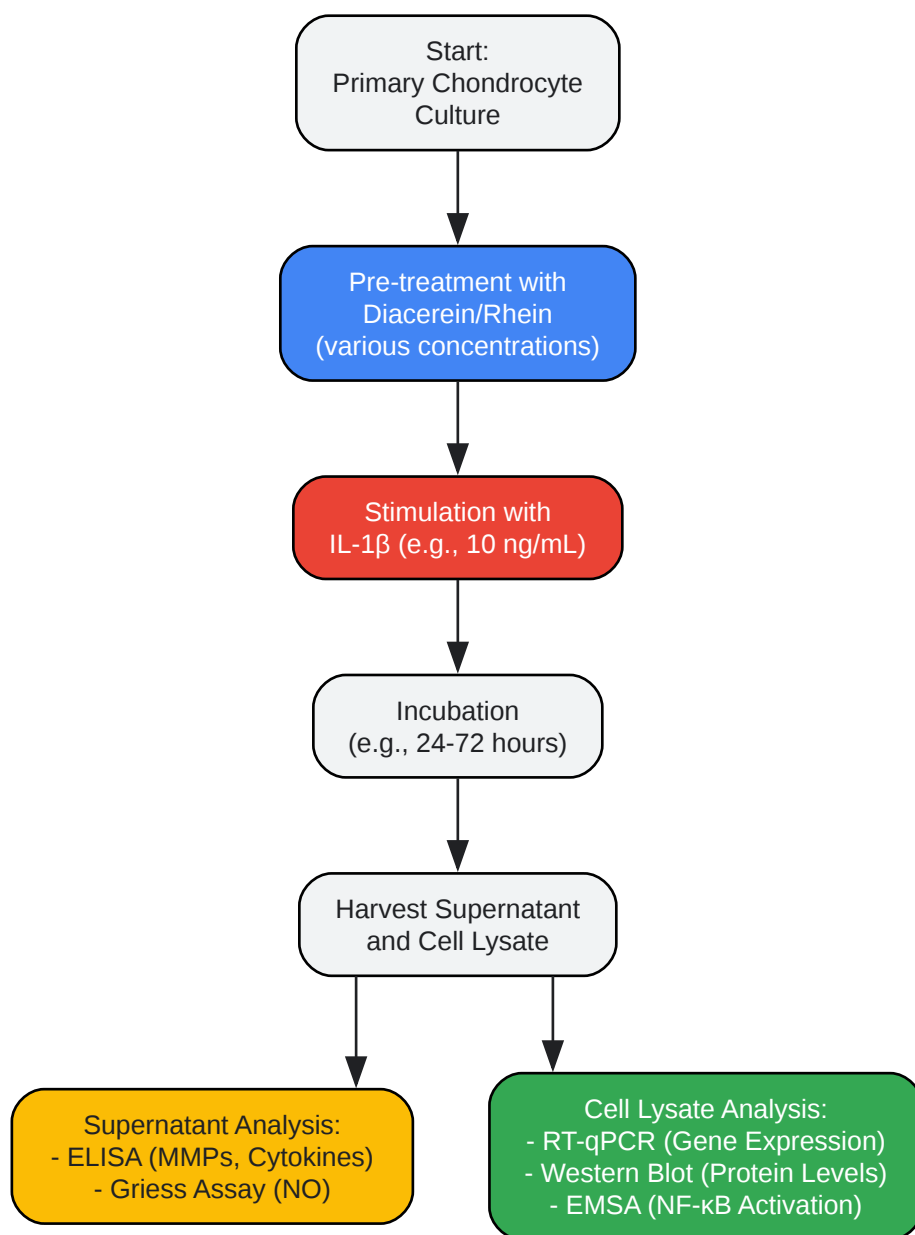 Start:
Primary Chondrocyte
Culture
Pre-treatment with
Diacerein/Rhein
(various concentrations)
Stimulation with
IL-1β (e.g., 10 ng/mL)
Incubation
(e.g., 24-72 hours)
Harvest Supernatant
and Cell Lysate
Supernatant Analysis:
- ELISA (MMPs, Cytokines)
- Griess Assay (NO)
Cell Lysate Analysis:
- RT-qPCR (Gene Expression)
- Western Blot (Protein Levels)
- EMSA (NF-κB Activation)